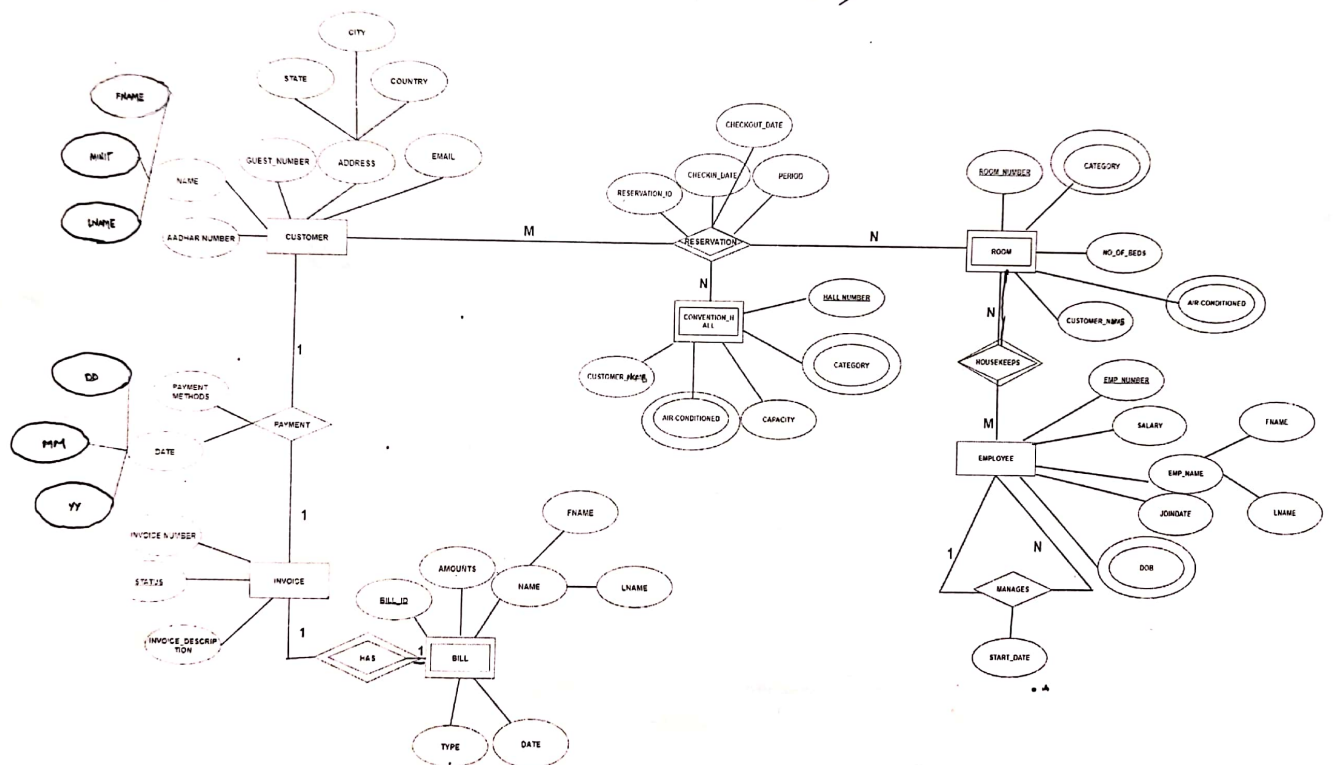 CITY
STATE
COUNTRY
FNAME
MINIT
LNAME
NAME
GUEST_NUMBER
ADDRESS
EMAIL
AADHAR NUMBER
CUSTOMER
M
CHECKOUT_DATE
CHECKIN_DATE
PERIOD
RESERVATION_ID
RESERVATION
N
N
ROOM_NUMBER
CATEGORY
ROOM
NO_OF_BEDS
AIR CONDITIONED
CUSTOMER_NAME
HALL NUMBER
CONVENTION_H
ALL
CATEGORY
CUSTOMER_NAME
AIR CONDITIONED
CAPACITY
N
HOUSEKEEPS
M
EMP_NUMBER
SALARY
EMPLOYEE
EMP_NAME
FNAME
LNAME
JOINDATE
DOB
1
N
MANAGES
START_DATE
1
DD
MM
YY
PAYMENT
METHODS
PAYMENT
DATE
1
INVOICE NUMBER
STATUS
INVOICE
INVOICE_DESCRIP
TION
1
HAS
1
BILL
BILL_ID
AMOUNTS
NAME
FNAME
LNAME
TYPE
DATE